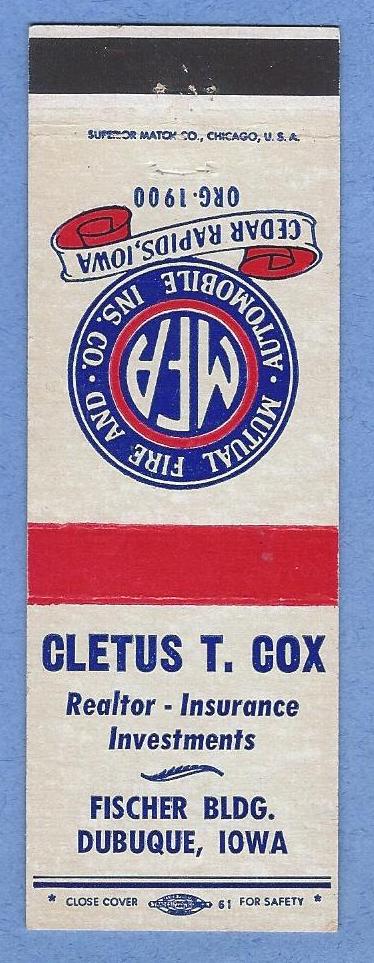 SUPERIOR MATCH CO., CHICAGO, U. S. A.
ORG. 1900
CEDAR RAPIDS, IOWA
MUTUAL FIRE AND · AUTOMOBILE INS. CO. ·
MFA
CLETUS T. COX
Realtor - Insurance
Investments
FISCHER BLDG.
DUBUQUE, IOWA
* CLOSE COVER 61 FOR SAFETY *